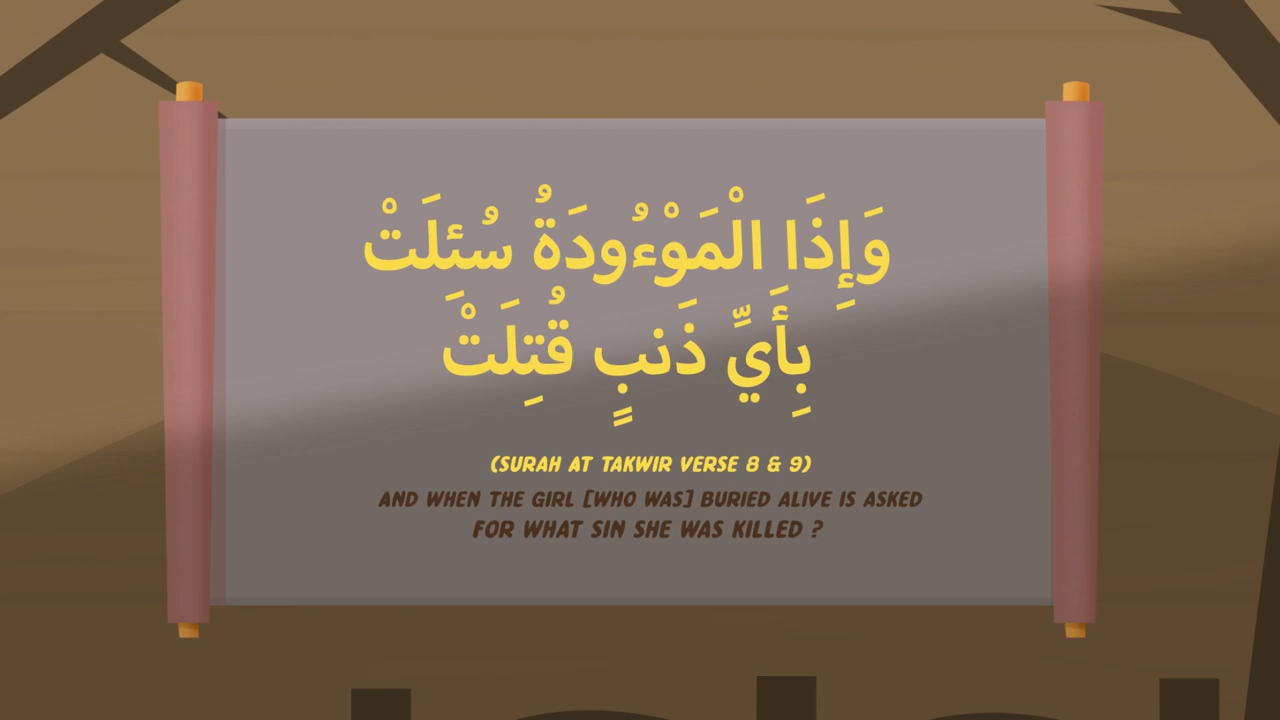 وَإِذَا الْمَوْءُودَةُ سُئلَتْ
بِأَيِّ ذَنبٍ قُتِلَتْ
(SURAH AT TAKWIR VERSE 8 & 9)
AND WHEN THE GIRL [WHO WAS] BURIED ALIVE IS ASKED
FOR WHAT SIN SHE WAS KILLED ?